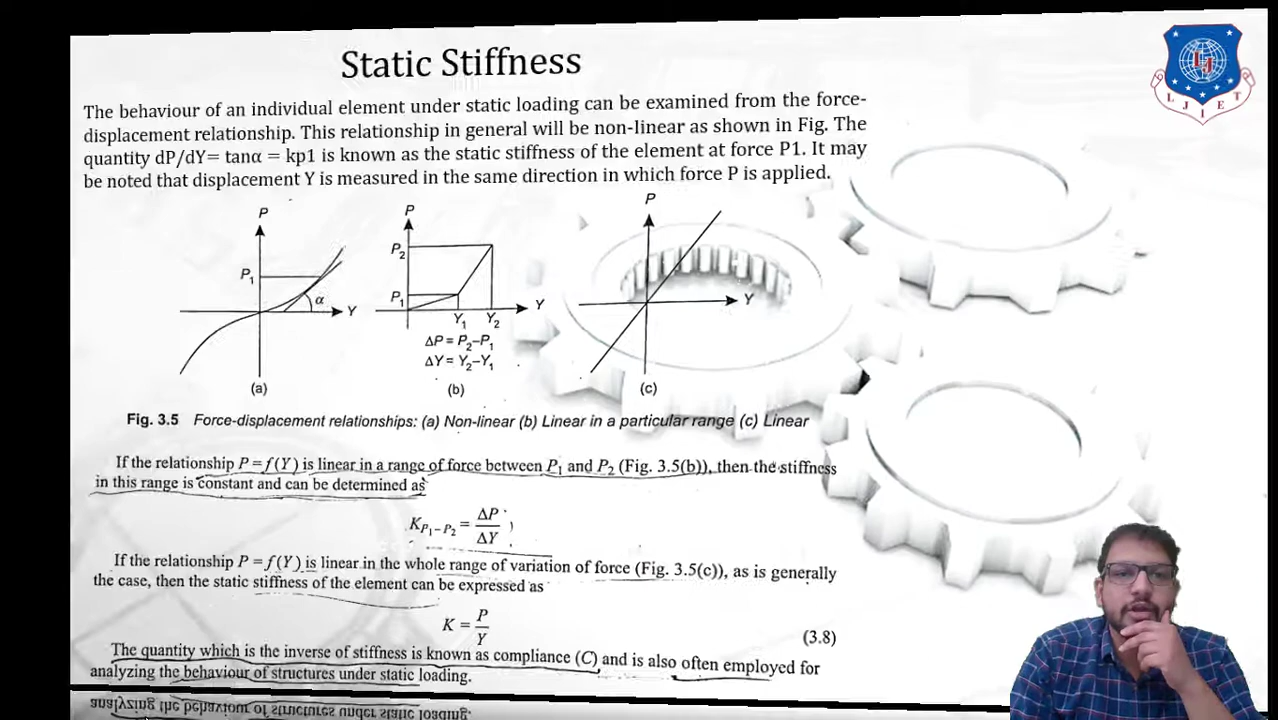 Static Stiffness
LJIET
The behaviour of an individual element under static loading can be examined from the force-
displacement relationship. This relationship in general will be non-linear as shown in Fig. The
quantity dP/dY= tanα = kp1 is known as the static stiffness of the element at force P1. It may
be noted that displacement Y is measured in the same direction in which force P is applied.
P
P₁
α
Y
(a)
P
P₂
P₁
Y₁ Y₂
Y
ΔP = P₂–P₁
ΔY = Y₂–Y₁
(b)
P
Y
(c)
Fig. 3.5 Force-displacement relationships: (a) Non-linear (b) Linear in a particular range (c) Linear
If the relationship P = f(Y) is linear in a range of force between P₁ and P₂ (Fig. 3.5(b)), then the stiffness
in this range is constant and can be determined as
K_{P₁–P₂} = ΔP/ΔY ,
If the relationship P = f(Y) is linear in the whole range of variation of force (Fig. 3.5(c)), as is generally
the case, then the static stiffness of the element can be expressed as
K = P/Y (3.8)
The quantity which is the inverse of stiffness is known as compliance (C) and is also often employed for
analyzing the behaviour of structures under static loading.